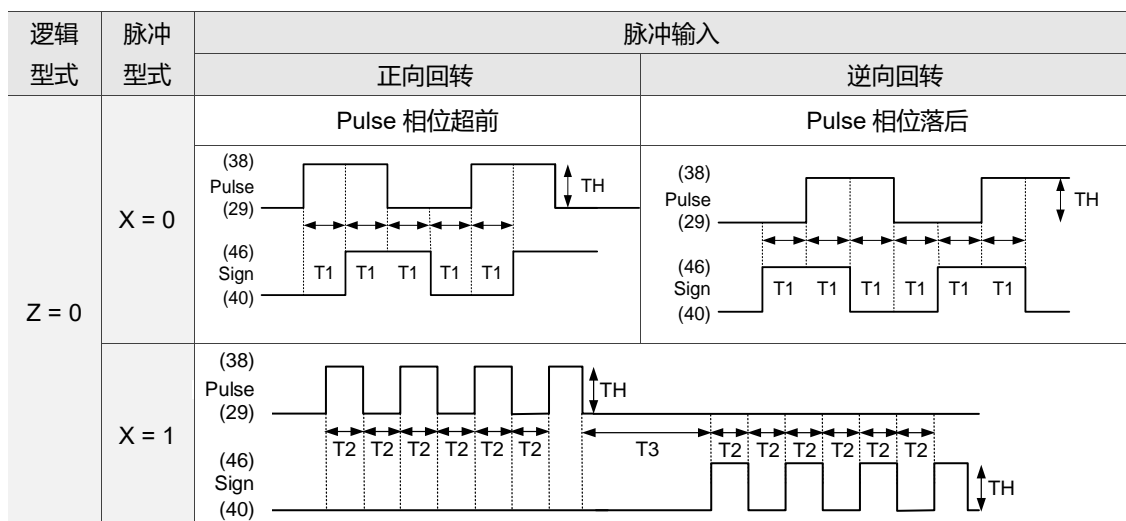 逻辑
型式
脉冲
型式
脉冲输入
正向回转
逆向回转
Z = 0
X = 0
Pulse 相位超前
Pulse 相位落后
(38)
Pulse
(29)
TH
(46)
Sign
(40)
T1 T1 T1 T1 T1
(38)
Pulse
(29)
TH
(46)
Sign
(40)
T1 T1 T1 T1 T1 T1
X = 1
(38)
Pulse
(29)
TH
T2 T2 T2 T2 T2 T2 T3 T2 T2 T2 T2 T2 T2
(46)
Sign
(40)
TH